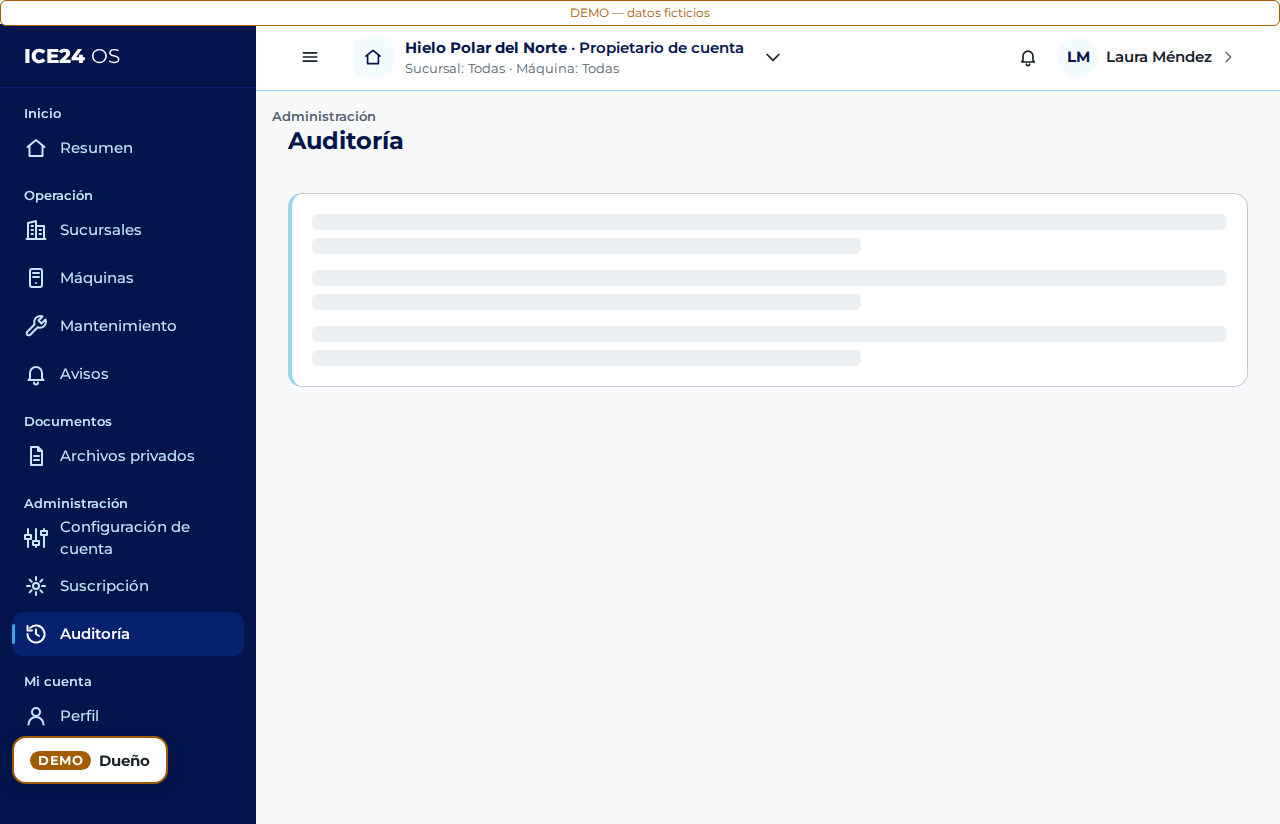 DEMO — datos ficticios
ICE24 OS
Hielo Polar del Norte · Propietario de cuenta
Sucursal: Todas · Máquina: Todas
LM
Laura Méndez
Inicio
Resumen
Operación
Sucursales
Máquinas
Mantenimiento
Avisos
Documentos
Archivos privados
Administración
Configuración de
cuenta
Suscripción
Auditoría
Mi cuenta
Perfil
DEMO Dueño
Administración
Auditoría